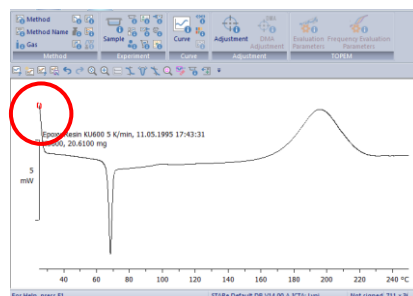 Method
Method Name
Gas
Sample
Curve
Adjustment
DMA
Adjustment
Evaluation
Parameters
Frequency Evaluation
Parameters
Method
Experiment
Curve
Adjustment
TOPEM
Epoxy Resin KU600 5 K/min, 11.05.1995 17:43:31
20.6100 mg
5
mW
40 60 80 100 120 140 160 180 200 220 240 °C